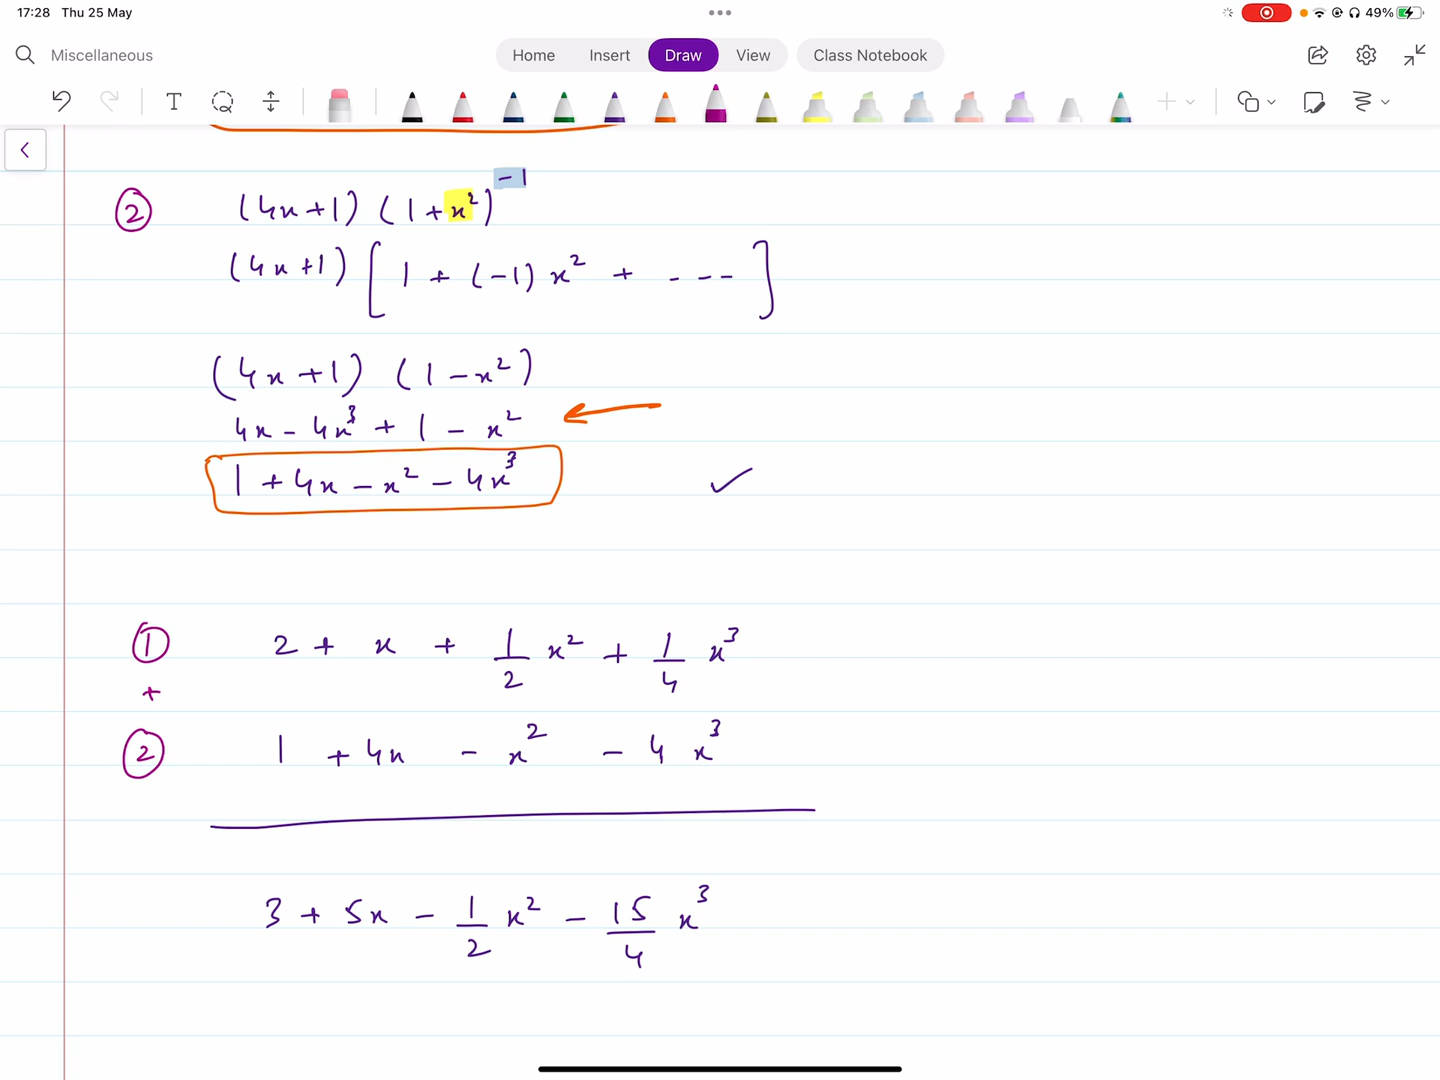 17:28 Thu 25 May
49%
Miscellaneous
Home Insert Draw View Class Notebook
T
② (4x+1) (1+x²)⁻¹
(4x+1) [1 + (-1) x² + ----]
(4x+1) (1-x²)
4x - 4x³ + 1 - x²
1 + 4x - x² - 4x³ ✓
① 2 + x + 1/2 x² + 1/4 x³
+
② 1 + 4x - x² - 4x³
3 + 5x - 1/2 x² - 15/4 x³